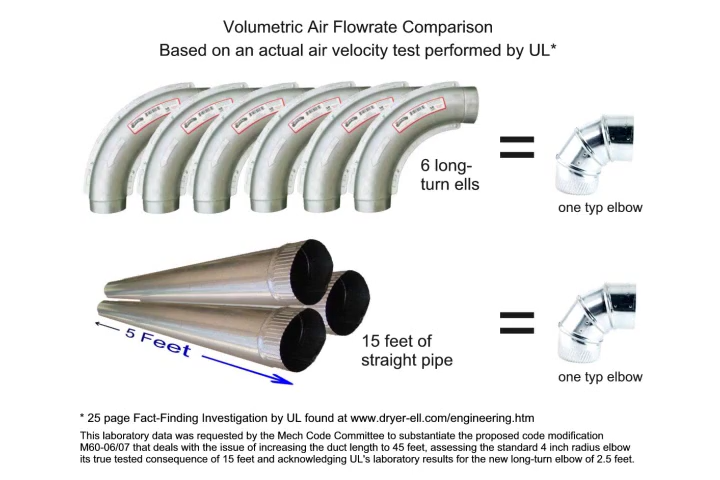 Volumetric Air Flowrate Comparison
Based on an actual air velocity test performed by UL*
6 long-
turn ells
=
one typ elbow
5 Feet
15 feet of
straight pipe
=
one typ elbow
* 25 page Fact-Finding Investigation by UL found at www.dryer-ell.com/engineering.htm
This laboratory data was requested by the Mech Code Committee to substantiate the proposed code modification
M60-06/07 that deals with the issue of increasing the duct length to 45 feet, assessing the standard 4 inch radius elbow
its true tested consequence of 15 feet and acknowledging UL's laboratory results for the new long-turn elbow of 2.5 feet.